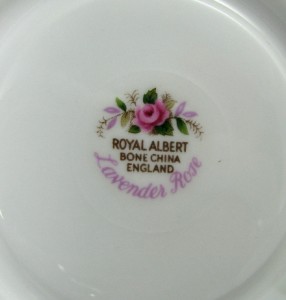 ROYAL ALBERT
BONE CHINA
ENGLAND
Lavender Rose